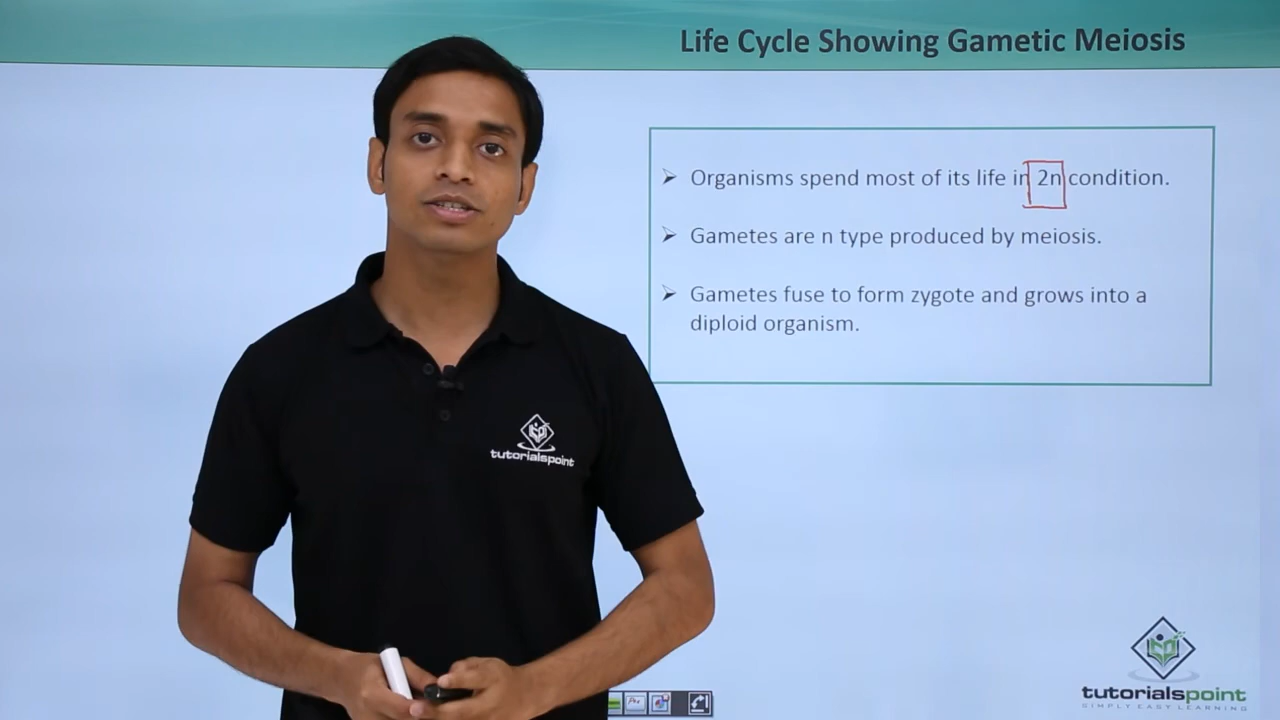 Life Cycle Showing Gametic Meiosis
Organisms spend most of its life in 2n condition.
Gametes are n type produced by meiosis.
Gametes fuse to form zygote and grows into a
diploid organism.
tutorialspoint
tutorialspoint
SIMPLY EASY LEARNING